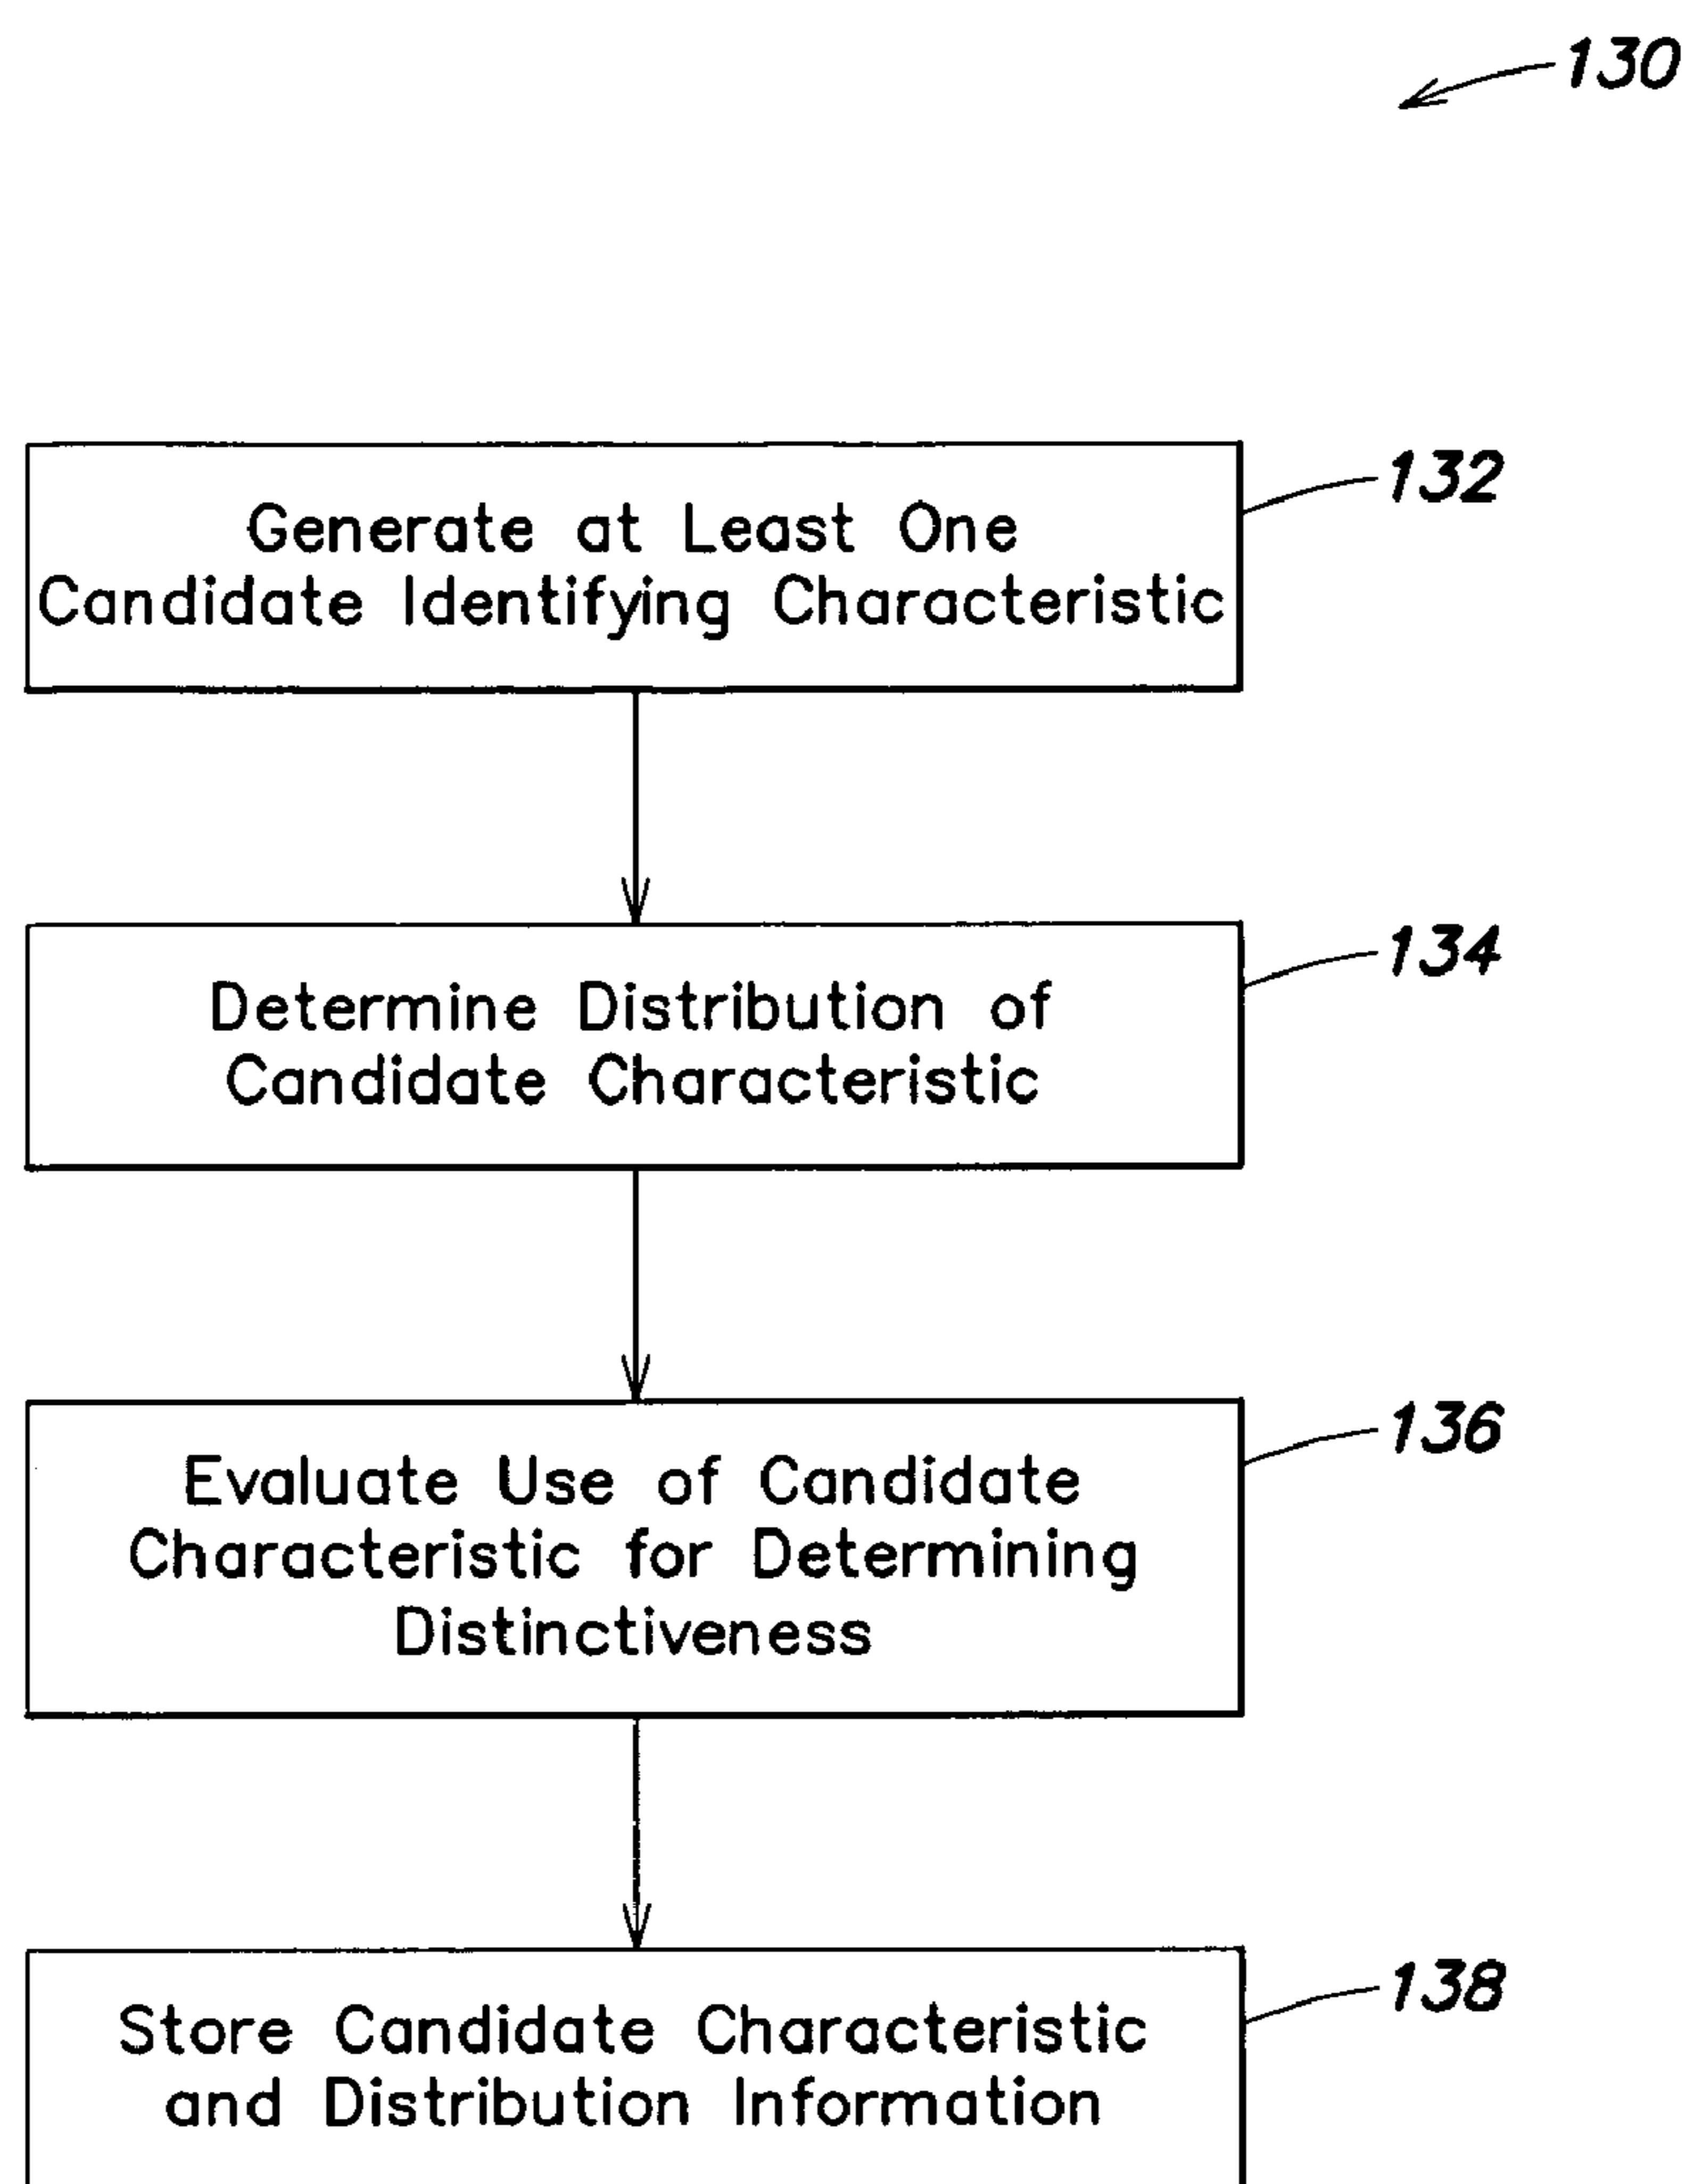 130
Generate at Least One
Candidate Identifying Characteristic
132
Determine Distribution of
Candidate Characteristic
134
Evaluate Use of Candidate
Characteristic for Determining
Distinctiveness
136
Store Candidate Characteristic
and Distribution Information
138